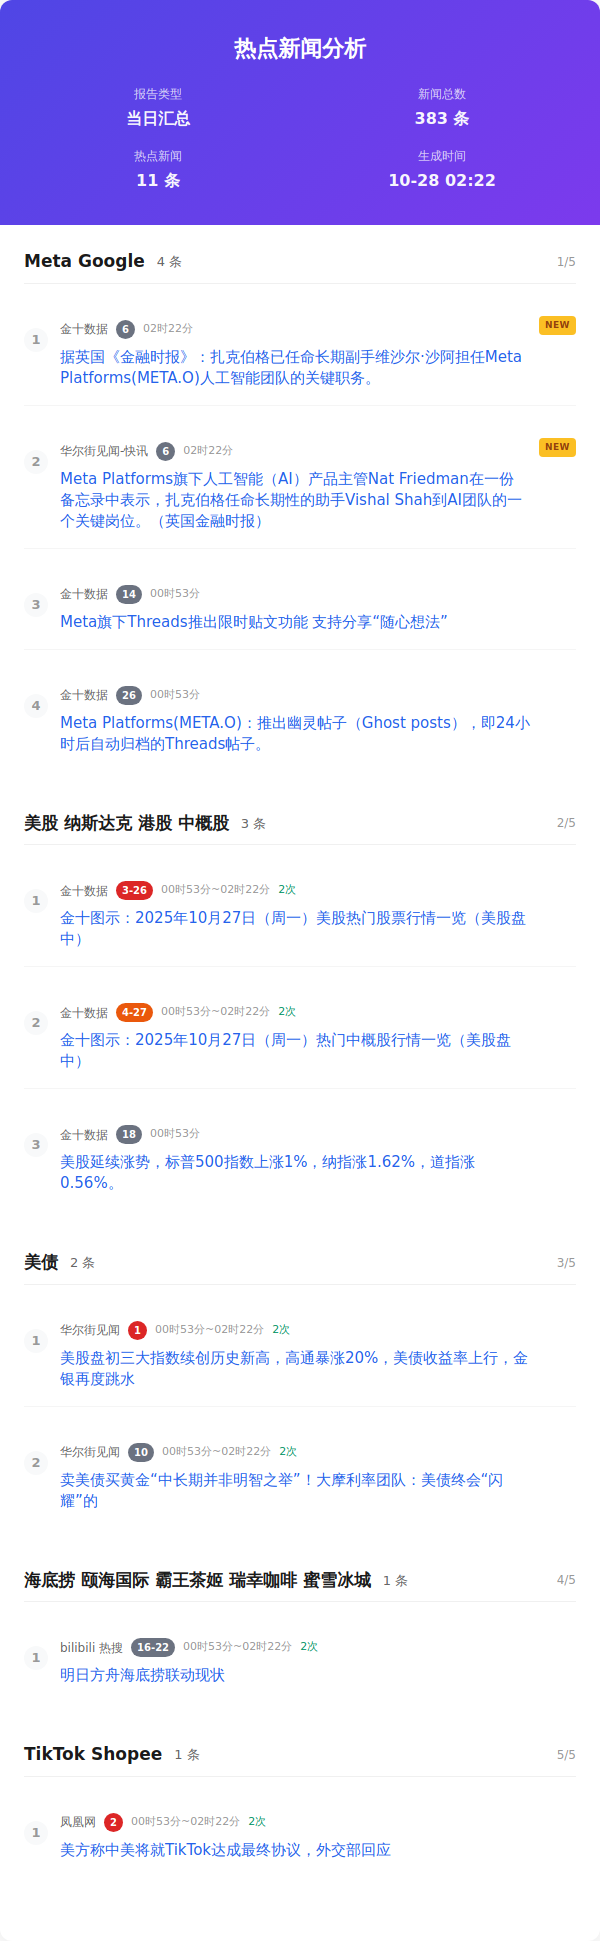 热点新闻分析
报告类型
当日汇总
新闻总数
383 条
热点新闻
11 条
生成时间
10-28 02:22
Meta Google 4 条 1/5
1 金十数据 6 02时22分 NEW
据英国《金融时报》：扎克伯格已任命长期副手维沙尔·沙阿担任Meta
Platforms(META.O)人工智能团队的关键职务。
2 华尔街见闻-快讯 6 02时22分 NEW
Meta Platforms旗下人工智能（AI）产品主管Nat Friedman在一份
备忘录中表示，扎克伯格任命长期性的助手Vishal Shah到AI团队的一
个关键岗位。（英国金融时报）
3 金十数据 14 00时53分
Meta旗下Threads推出限时贴文功能 支持分享“随心想法”
4 金十数据 26 00时53分
Meta Platforms(META.O)：推出幽灵帖子（Ghost posts），即24小
时后自动归档的Threads帖子。
美股 纳斯达克 港股 中概股 3 条 2/5
1 金十数据 3-26 00时53分~02时22分 2次
金十图示：2025年10月27日（周一）美股热门股票行情一览（美股盘
中）
2 金十数据 4-27 00时53分~02时22分 2次
金十图示：2025年10月27日（周一）热门中概股行情一览（美股盘
中）
3 金十数据 18 00时53分
美股延续涨势，标普500指数上涨1%，纳指涨1.62%，道指涨
0.56%。
美债 2 条 3/5
1 华尔街见闻 1 00时53分~02时22分 2次
美股盘初三大指数续创历史新高，高通暴涨20%，美债收益率上行，金
银再度跳水
2 华尔街见闻 10 00时53分~02时22分 2次
卖美债买黄金“中长期并非明智之举”！大摩利率团队：美债终会“闪
耀”的
海底捞 颐海国际 霸王茶姬 瑞幸咖啡 蜜雪冰城 1 条 4/5
1 bilibili 热搜 16-22 00时53分~02时22分 2次
明日方舟海底捞联动现状
TikTok Shopee 1 条 5/5
1 凤凰网 2 00时53分~02时22分 2次
美方称中美将就TikTok达成最终协议，外交部回应